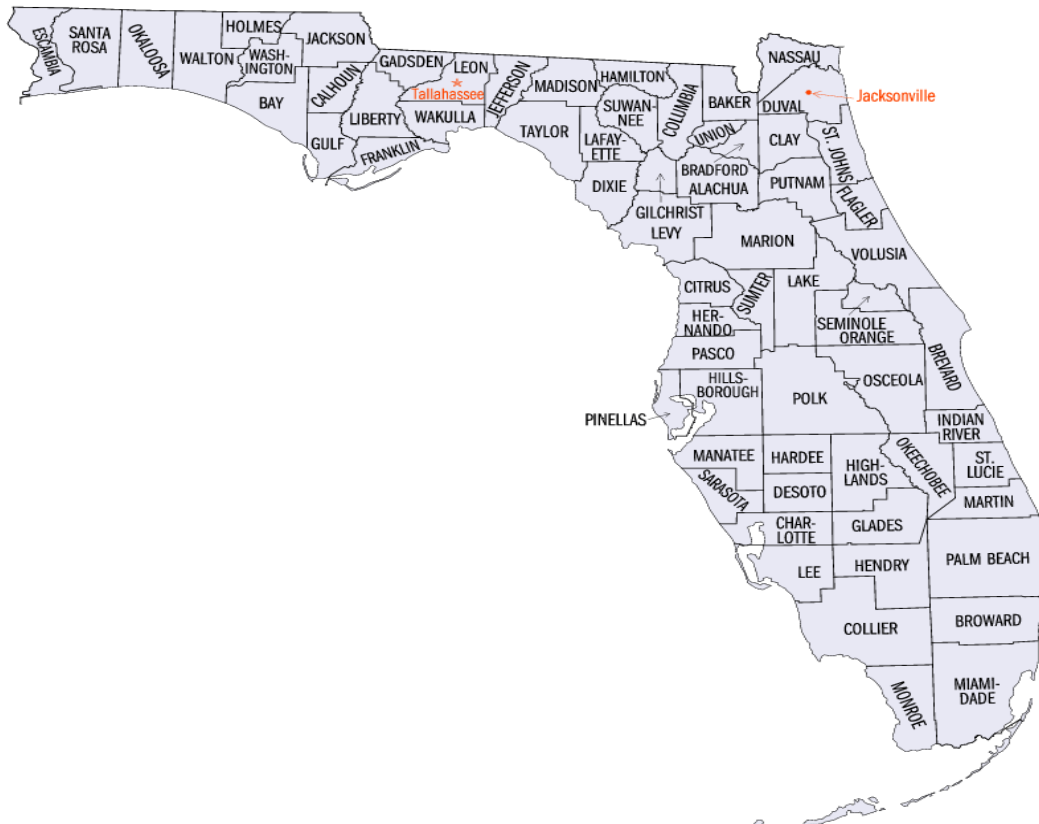 ESCAMBIA
SANTA
ROSA
OKALOOSA
WALTON
HOLMES
WASH-
INGTON
JACKSON
BAY
CALHOUN
GULF
LIBERTY
GADSDEN
LEON
Tallahassee
WAKULLA
FRANKLIN
JEFFERSON
MADISON
TAYLOR
HAMILTON
SUWAN-
NEE
LAFAY-
ETTE
DIXIE
COLUMBIA
BAKER
UNION
BRADFORD
ALACHUA
GILCHRIST
LEVY
NASSAU
DUVAL
Jacksonville
CLAY
ST. JOHNS
PUTNAM
FLAGLER
MARION
VOLUSIA
CITRUS
SUMTER
LAKE
HER-
NANDO
SEMINOLE
ORANGE
BREVARD
PASCO
HILLS-
BOROUGH
PINELLAS
POLK
OSCEOLA
INDIAN
RIVER
MANATEE
HARDEE
HIGH-
LANDS
OKEECHOBEE
ST.
LUCIE
SARASOTA
DESOTO
MARTIN
CHAR-
LOTTE
GLADES
LEE
HENDRY
PALM BEACH
COLLIER
BROWARD
MONROE
MIAMI-
DADE